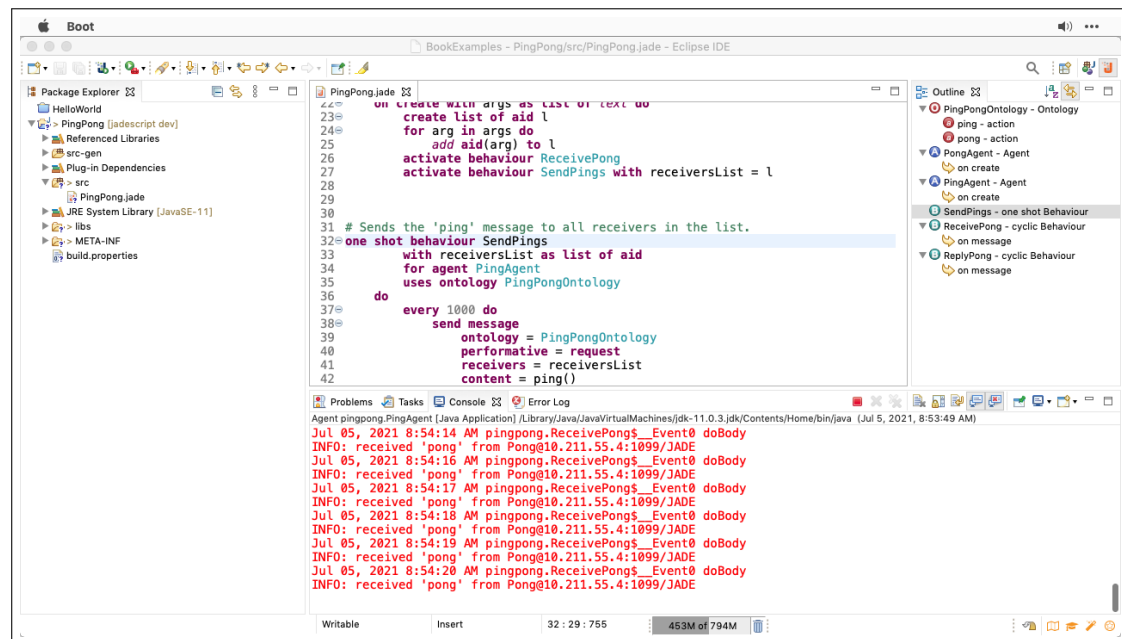 Boot
BookExamples - PingPong/src/PingPong.jade - Eclipse IDE
Package Explorer
HelloWorld
> PingPong [jadescript dev]
Referenced Libraries
> src-gen
Plug-in Dependencies
> src
PingPong.jade
JRE System Library [JavaSE-11]
> libs
> META-INF
build.properties
PingPong.jade
22 on create with args as list of text do
23 create list of aid l
24 for arg in args do
25 add aid(arg) to l
26 activate behaviour ReceivePong
27 activate behaviour SendPings with receiversList = l
28
29
30
31 # Sends the 'ping' message to all receivers in the list.
32 one shot behaviour SendPings
33 with receiversList as list of aid
34 for agent PingAgent
35 uses ontology PingPongOntology
36 do
37 every 1000 do
38 send message
39 ontology = PingPongOntology
40 performative = request
41 receivers = receiversList
42 content = ping()
Outline
PingPongOntology - Ontology
ping - action
pong - action
PongAgent - Agent
on create
PingAgent - Agent
on create
SendPings - one shot Behaviour
ReceivePong - cyclic Behaviour
on message
ReplyPong - cyclic Behaviour
on message
Problems Tasks Console Error Log
Agent pingpong.PingAgent [Java Application] /Library/Java/JavaVirtualMachines/jdk-11.0.3.jdk/Contents/Home/bin/java (Jul 5, 2021, 8:53:49 AM)
Jul 05, 2021 8:54:14 AM pingpong.ReceivePong$__Event0 doBody
INFO: received 'pong' from Pong@10.211.55.4:1099/JADE
Jul 05, 2021 8:54:16 AM pingpong.ReceivePong$__Event0 doBody
INFO: received 'pong' from Pong@10.211.55.4:1099/JADE
Jul 05, 2021 8:54:17 AM pingpong.ReceivePong$__Event0 doBody
INFO: received 'pong' from Pong@10.211.55.4:1099/JADE
Jul 05, 2021 8:54:18 AM pingpong.ReceivePong$__Event0 doBody
INFO: received 'pong' from Pong@10.211.55.4:1099/JADE
Jul 05, 2021 8:54:19 AM pingpong.ReceivePong$__Event0 doBody
INFO: received 'pong' from Pong@10.211.55.4:1099/JADE
Jul 05, 2021 8:54:20 AM pingpong.ReceivePong$__Event0 doBody
INFO: received 'pong' from Pong@10.211.55.4:1099/JADE
Writable Insert 32 : 29 : 755 453M of 794M